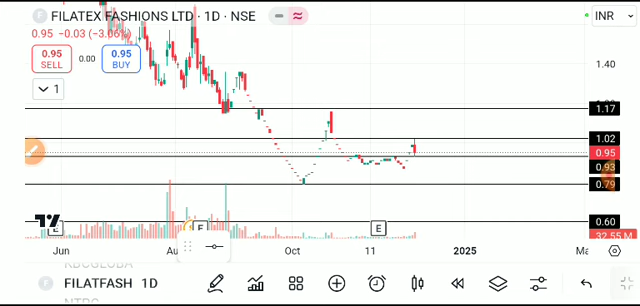 FILATEX FASHIONS LTD · 1D · NSE
INR
0.95 −0.03 (−3.06%)
0.95
SELL
0.00
0.95
BUY
1
1.40
1.17
1.02
0.95
0.93
0.79
0.60
32.55 M
E
E
E
Jun
Oct
11
2025
FILATFASH 1D